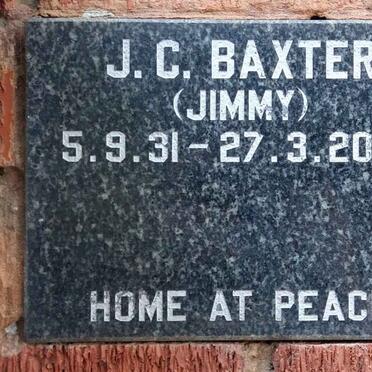 J. C. BAXTER
(JIMMY)
5.9.31 – 27.3.20
HOME AT PEAC